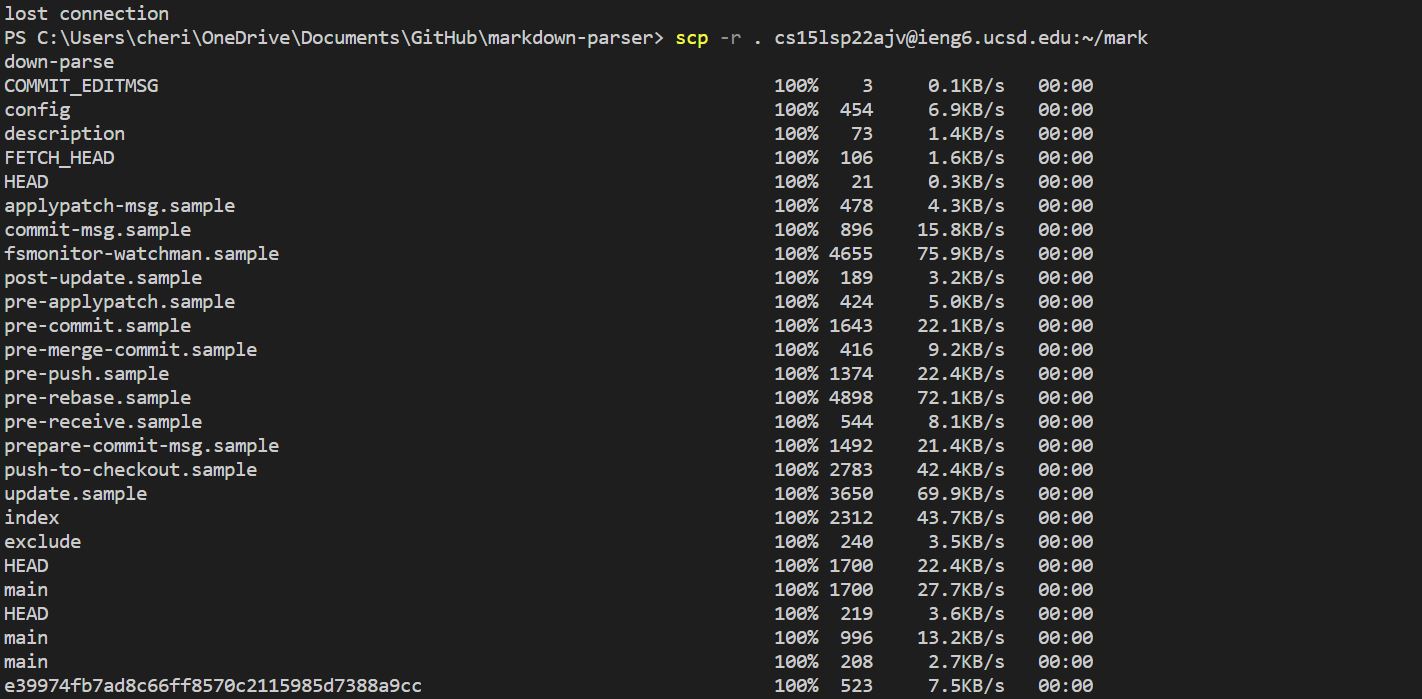 lost connection
PS C:\Users\cheri\OneDrive\Documents\GitHub\markdown-parser> scp -r . cs15lsp22ajv@ieng6.ucsd.edu:~/mark
down-parse
COMMIT_EDITMSG 100% 3 0.1KB/s 00:00
config 100% 454 6.9KB/s 00:00
description 100% 73 1.4KB/s 00:00
FETCH_HEAD 100% 106 1.6KB/s 00:00
HEAD 100% 21 0.3KB/s 00:00
applypatch-msg.sample 100% 478 4.3KB/s 00:00
commit-msg.sample 100% 896 15.8KB/s 00:00
fsmonitor-watchman.sample 100% 4655 75.9KB/s 00:00
post-update.sample 100% 189 3.2KB/s 00:00
pre-applypatch.sample 100% 424 5.0KB/s 00:00
pre-commit.sample 100% 1643 22.1KB/s 00:00
pre-merge-commit.sample 100% 416 9.2KB/s 00:00
pre-push.sample 100% 1374 22.4KB/s 00:00
pre-rebase.sample 100% 4898 72.1KB/s 00:00
pre-receive.sample 100% 544 8.1KB/s 00:00
prepare-commit-msg.sample 100% 1492 21.4KB/s 00:00
push-to-checkout.sample 100% 2783 42.4KB/s 00:00
update.sample 100% 3650 69.9KB/s 00:00
index 100% 2312 43.7KB/s 00:00
exclude 100% 240 3.5KB/s 00:00
HEAD 100% 1700 22.4KB/s 00:00
main 100% 1700 27.7KB/s 00:00
HEAD 100% 219 3.6KB/s 00:00
main 100% 996 13.2KB/s 00:00
main 100% 208 2.7KB/s 00:00
e39974fb7ad8c66ff8570c2115985d7388a9cc 100% 523 7.5KB/s 00:00